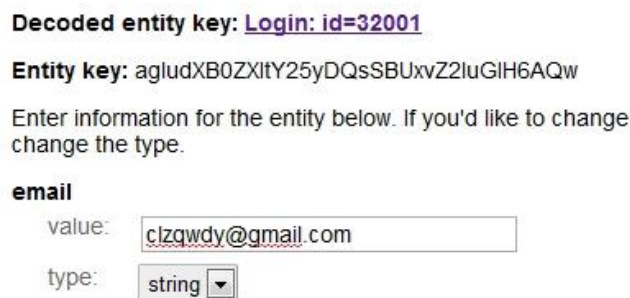 Decoded entity key: Login: id=32001
Entity key: agludXB0ZXItY25yDQsSBUxvZ2luGIH6AQw
Enter information for the entity below. If you'd like to change
change the type.
email
value: clzqwdy@gmail.com
type: string